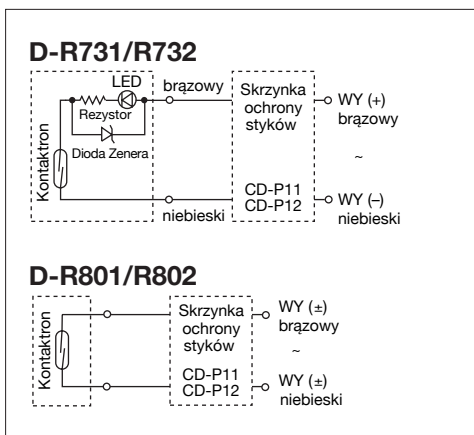 D-R731/R732
LED
brązowy
Rezystor
Dioda Zenera
Kontaktron
niebieski
Skrzynka
ochrony
styków
CD-P11
CD-P12
WY (+)
brązowy
~
WY (–)
niebieski
D-R801/R802
Kontaktron
Skrzynka
ochrony
styków
CD-P11
CD-P12
WY (±)
brązowy
~
WY (±)
niebieski